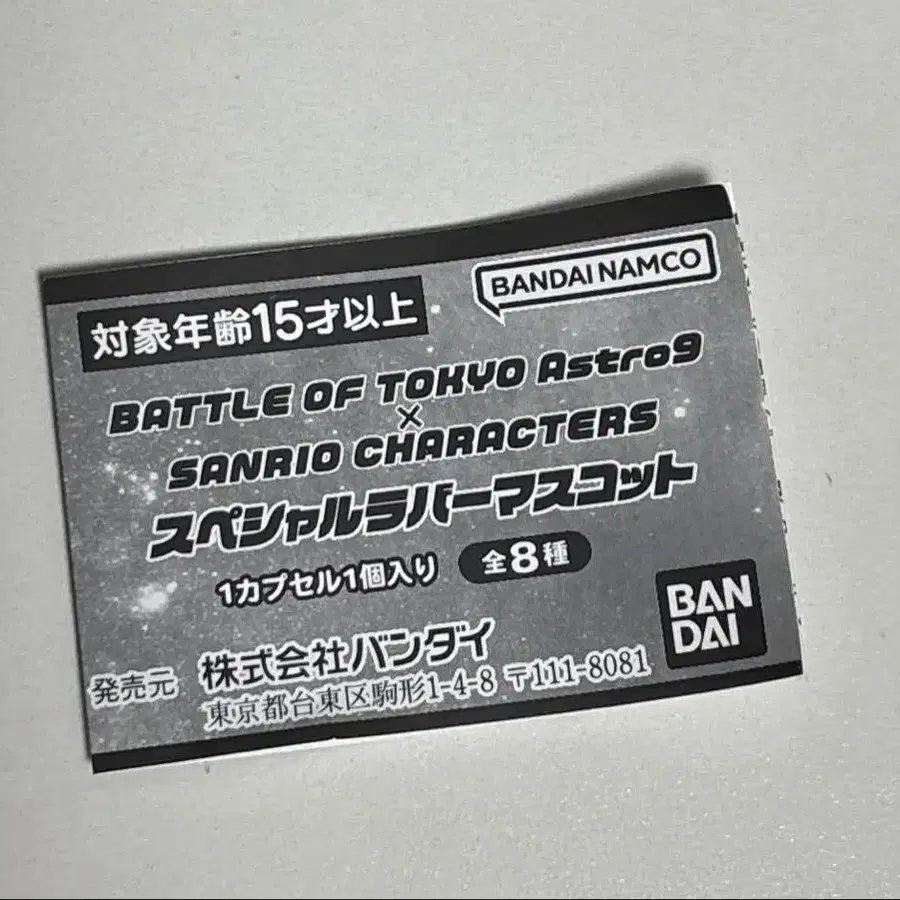 BANDAI NAMCO
対象年齢15才以上
BATTLE OF TOKYO Astro9
×
SANRIO CHARACTERS
スペシャルラバーマスコット
1カプセル1個入り 全8種
BAN
DAI
発売元 株式会社バンダイ
東京都台東区駒形1-4-8 〒111-8081